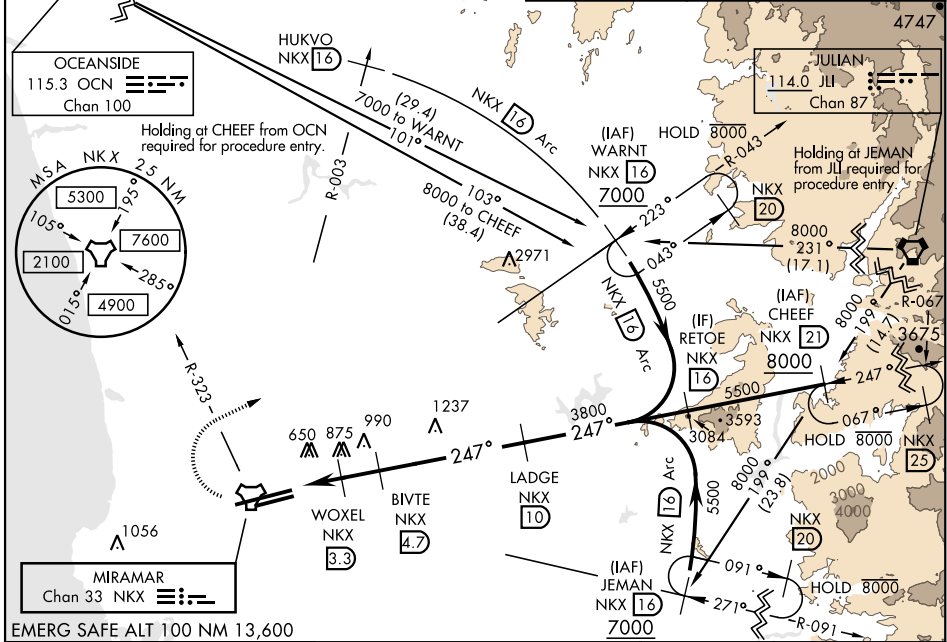 4747
HUKVO
NKX 16
OCEANSIDE
115.3 OCN
Chan 100
JULIAN
114.0 JLI
Chan 87
Holding at CHEEF from OCN
required for procedure entry.
(29.4)
7000 to WARNT
101°
103°
8000 to CHEEF
(38.4)
R-003
NKX 16 Arc
(IAF)
WARNT
NKX 16
7000
HOLD 8000
R-043
Holding at JEMAN
from JLI required for
procedure entry.
NKX
20
223°
043°
8000
231°
(17.1)
MSA NKX 25 NM
5300
195°
105°
7600
2100
285°
015°
4900
2971
5500
NKX 16 Arc
(IAF)
CHEEF
NKX 21
8000
8000
199°
(14.7)
R-067
3675
(IF)
RETOE
NKX
16
5500
247°
067°
HOLD 8000
NKX
25
R-323
3800
247°
3593
3084
650
875
990
1237
247°
LADGE
NKX
10
BIVTE
NKX
4.7
WOXEL
NKX
3.3
NKX 16 Arc
5500
8000
199°
(23.8)
2000
3000
4000
NKX
20
1056
MIRAMAR
Chan 33 NKX
(IAF)
JEMAN
NKX 16
7000
091°
271°
HOLD 8000
R-091
EMERG SAFE ALT 100 NM 13,600